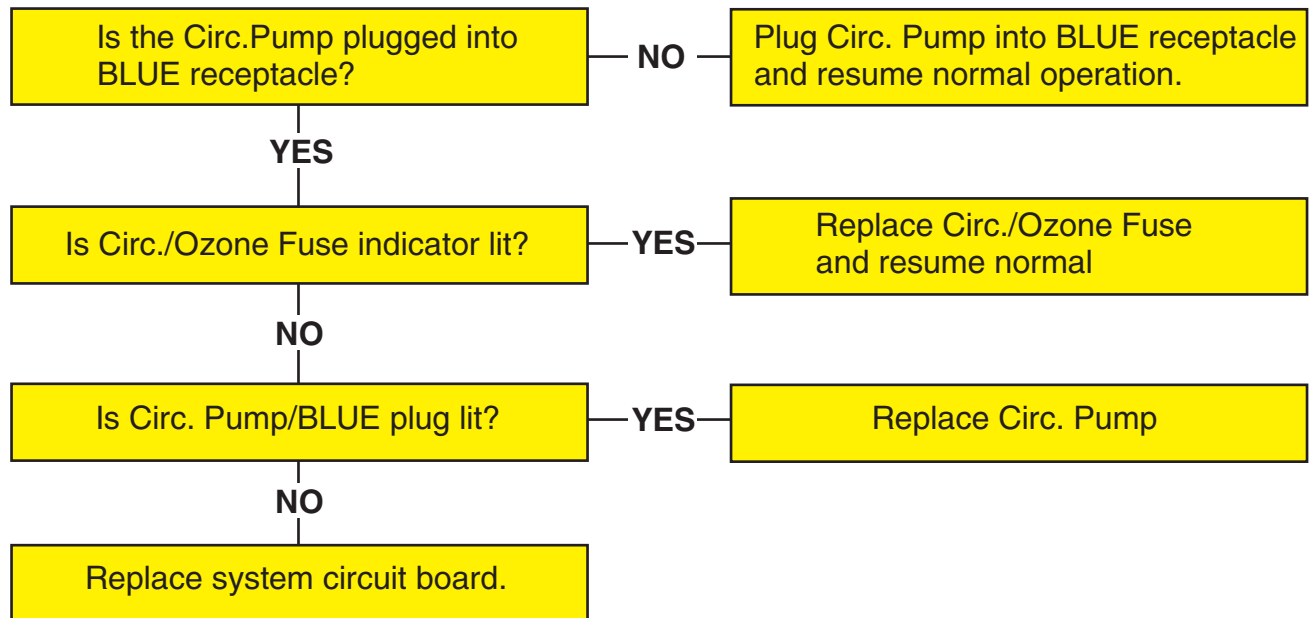 Is the Circ.Pump plugged into
BLUE receptacle?
NO
Plug Circ. Pump into BLUE receptacle
and resume normal operation.
YES
Is Circ./Ozone Fuse indicator lit?
YES
Replace Circ./Ozone Fuse
and resume normal
NO
Is Circ. Pump/BLUE plug lit?
YES
Replace Circ. Pump
NO
Replace system circuit board.